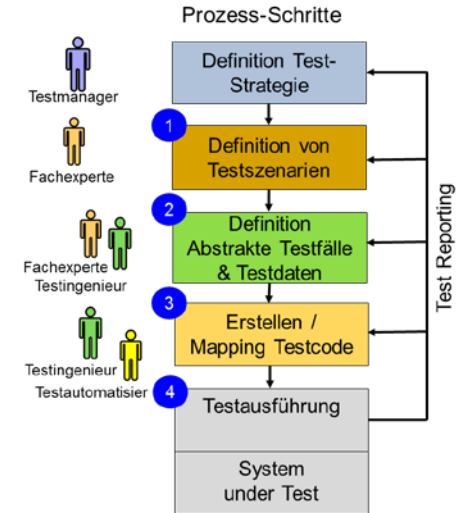 Prozess-Schritte
Testmanager
Definition Test-
Strategie
1
Fachexperte
Definition von
Testszenarien
2
Fachexperte
Testingenieur
Definition
Abstrakte Testfälle
& Testdaten
3
Testingenieur
Testautomatisier
Erstellen /
Mapping Testcode
4
Testausführung
System
under Test
Test Reporting